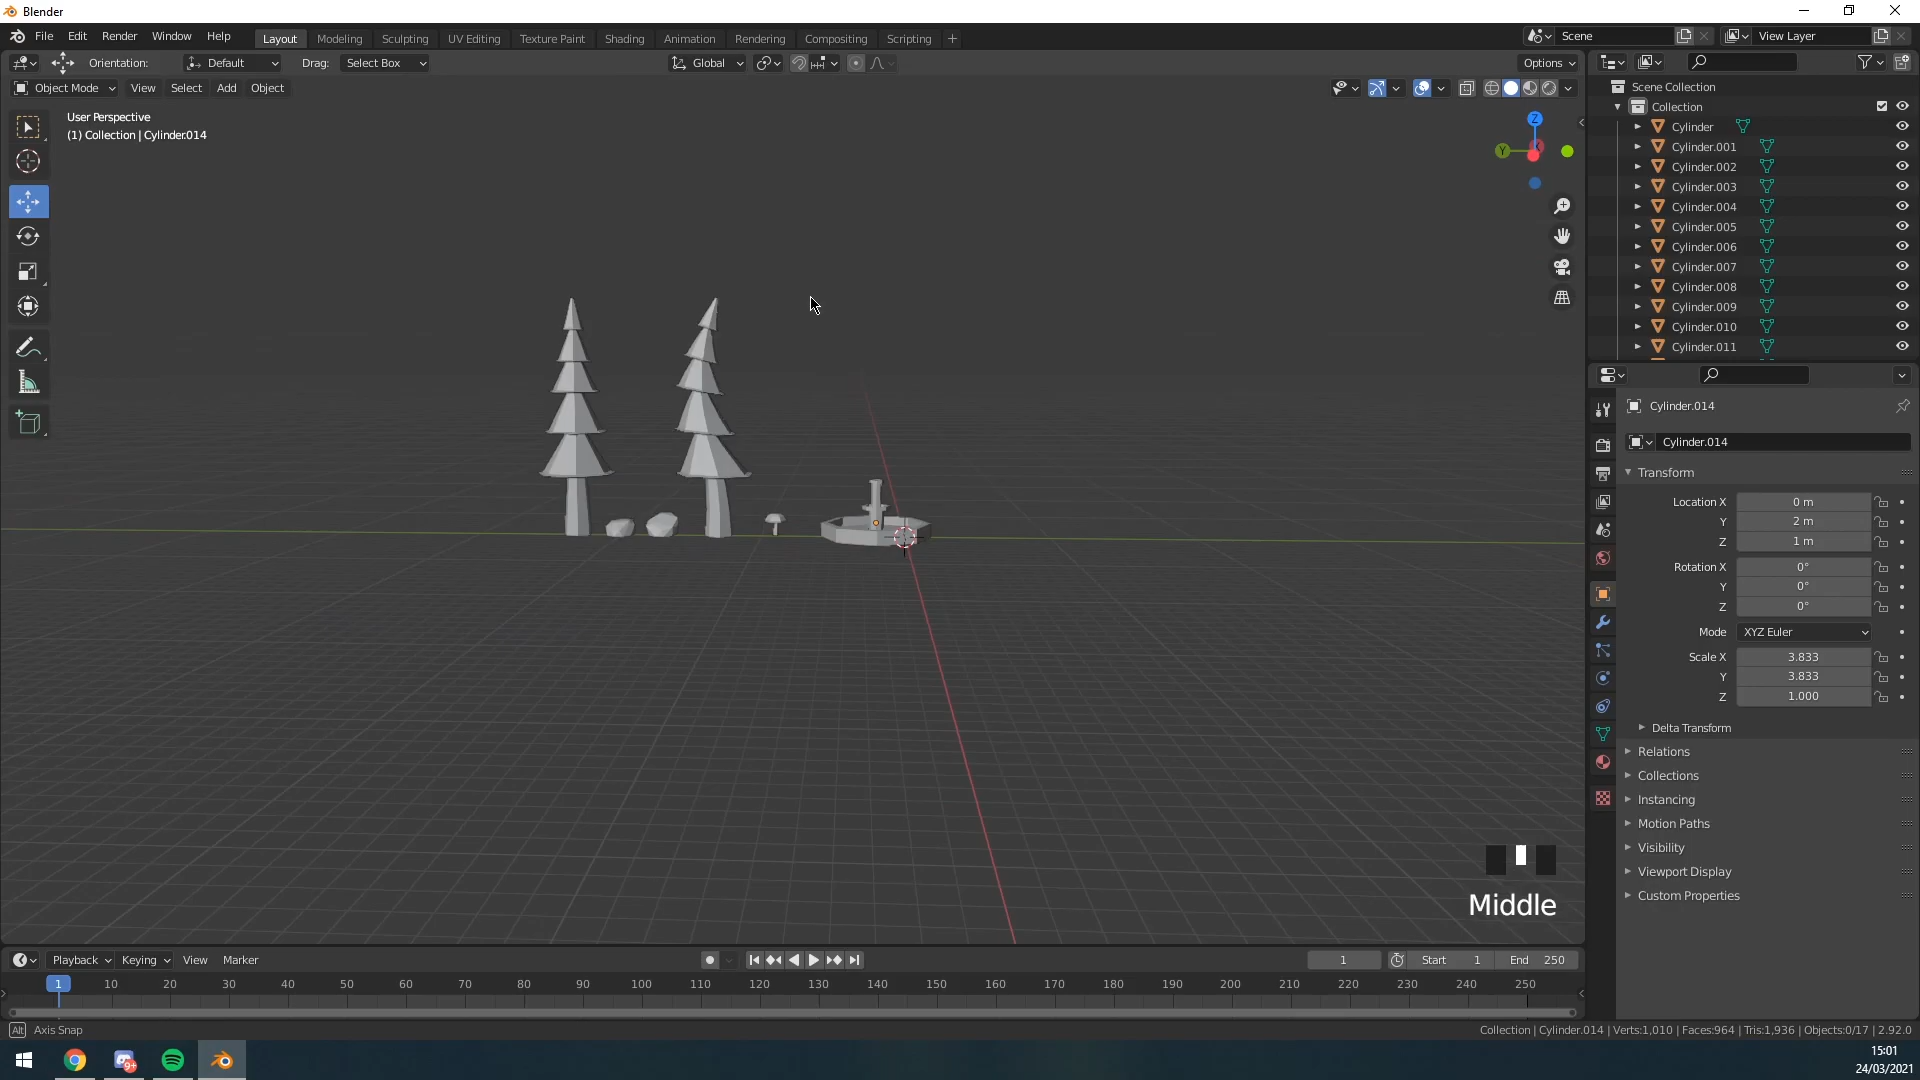 Blender
File Edit Render Window Help
Layout Modeling Sculpting UV Editing Texture Paint Shading Animation Rendering Compositing Scripting +
Scene
View Layer
Orientation: Default Drag: Select Box
Global
Options
Object Mode View Select Add Object
User Perspective
(1) Collection | Cylinder.014
Z
Y
Scene Collection
Collection
Cylinder
Cylinder.001
Cylinder.002
Cylinder.003
Cylinder.004
Cylinder.005
Cylinder.006
Cylinder.007
Cylinder.008
Cylinder.009
Cylinder.010
Cylinder.011
Cylinder.014
Cylinder.014
Transform
Location X 0 m
Y 2 m
Z 1 m
Rotation X 0°
Y 0°
Z 0°
Mode XYZ Euler
Scale X 3.833
Y 3.833
Z 1.000
Delta Transform
Relations
Collections
Instancing
Motion Paths
Visibility
Viewport Display
Custom Properties
Middle
Playback Keying View Marker
1 Start 1 End 250
1 10 20 30 40 50 60 70 80 90 100 110 120 130 140 150 160 170 180 190 200 210 220 230 240 250
Alt Axis Snap
Collection | Cylinder.014 | Verts:1,010 | Faces:964 | Tris:1,936 | Objects:0/17 | 2.92.0
9+
15:01
24/03/2021